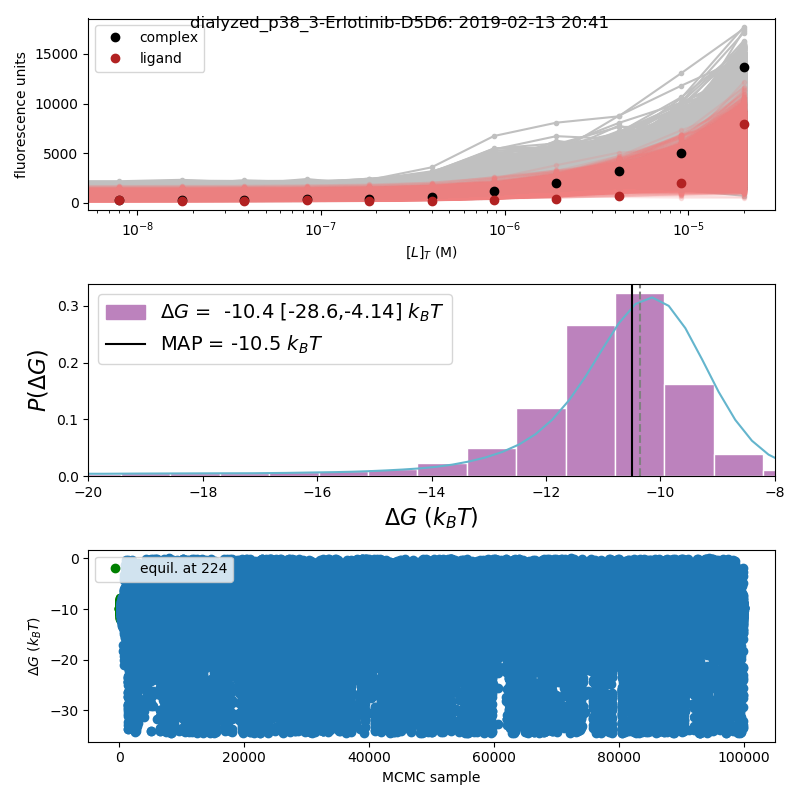 dialyzed_p38_3-Erlotinib-D5D6: 2019-02-13 20:41
complex
ligand
fluorescence units
15000
10000
5000
0
10⁻⁸ 10⁻⁷ 10⁻⁶ 10⁻⁵
[L]_T (M)
ΔG = -10.4 [-28.6,-4.14] k_BT
MAP = -10.5 k_BT
P(ΔG)
0.3
0.2
0.1
0.0
−20 −18 −16 −14 −12 −10 −8
ΔG (k_BT)
equil. at 224
ΔG (k_BT)
0
−10
−20
−30
0 20000 40000 60000 80000 100000
MCMC sample